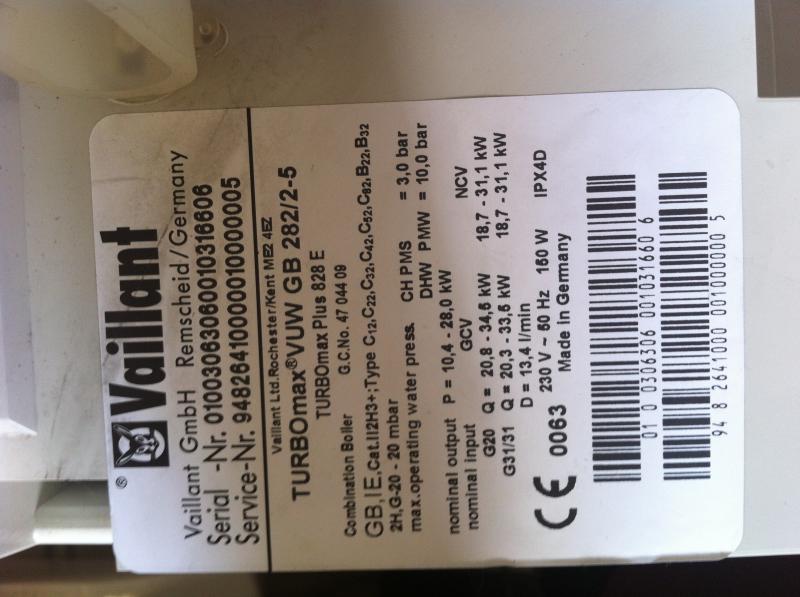 ® Vaillant
Vaillant GmbH Remscheid/Germany
Serial -Nr. 01003063060010316606
Service-Nr. 9482641000001000000005
Vaillant Ltd.Rochester/Kent ME2 4EZ
TURBOmax®VUW GB 282/2-5
TURBOmax Plus 828 E
Combination Boiler G.C.No. 47 044 09
GB,IE,Cat.II2H3+;Type C12,C22,C32,C42,C52,C82,B22,B32
2H,G-20 - 20 mbar
max.operating water press. CH PMS = 3,0 bar
DHW PMW = 10,0 bar
nominal output P = 10,4 - 28,0 kW
nominal input GCV NCV
G20 Q = 20,8 - 34,6 kW 18,7 - 31,1 kW
G31/31 Q = 20,3 - 33,6 kW 18,7 - 31,1 kW
D = 13,4 l/min
CE 0063 230 V ~ 50 Hz 160 W IPX4D
Made in Germany
01 0 0306306 001031660 6
94 8 2641000 001000000 5